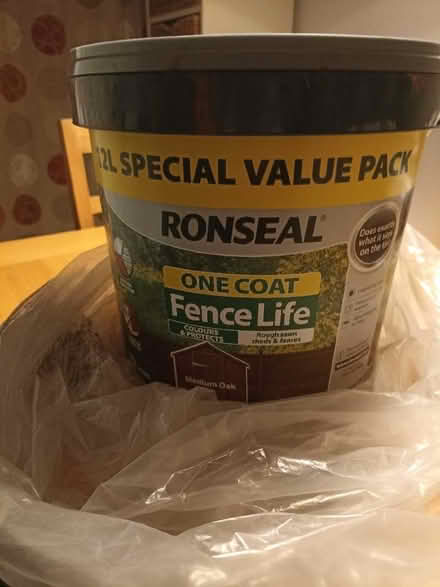 12L SPECIAL VALUE PACK
RONSEAL
Does exactly
what it says
on the tin
ONE COAT
Fence Life
COLOURS
& PROTECTS
Rough sawn
sheds & fences
Medium Oak